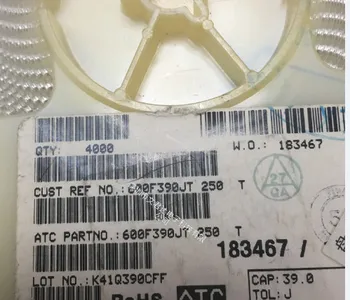 QTY: 4000 W.O.: 183467
CUST REF NO.:600F390JT 250 T
27
QA
ATC PARTNO.:600F390JT 250 T
183467 /
LOT NO.: K41Q390CFF
CAP: 39.0
RoHS ATC
TOL: J